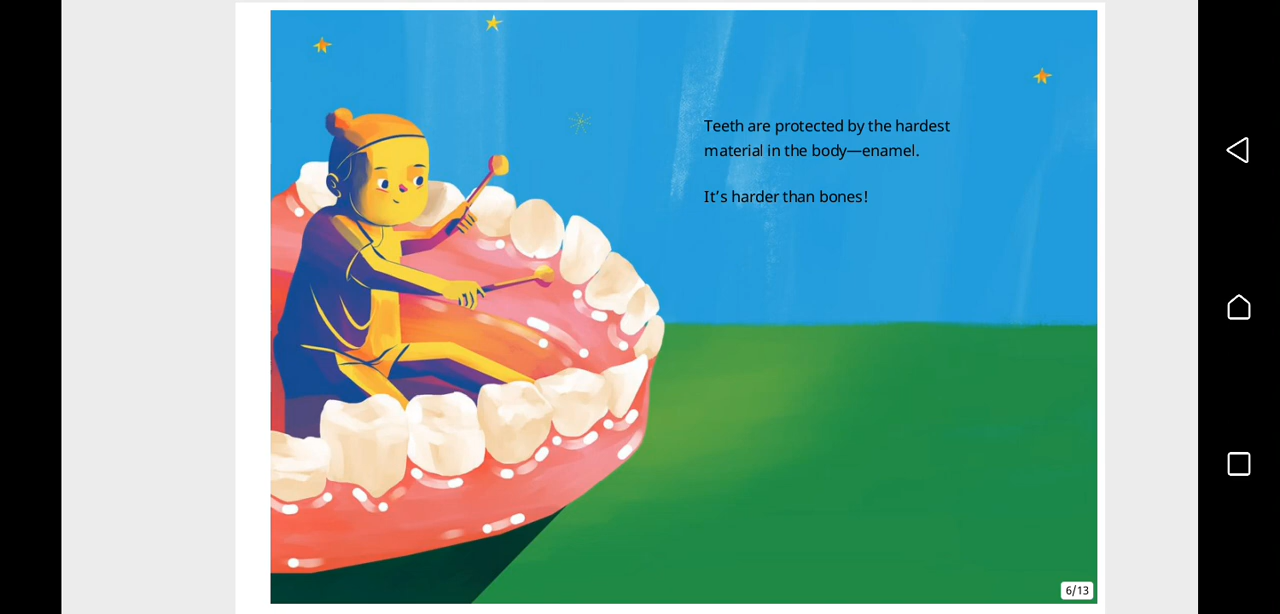 Teeth are protected by the hardest
material in the body—enamel.
It’s harder than bones!
6/13